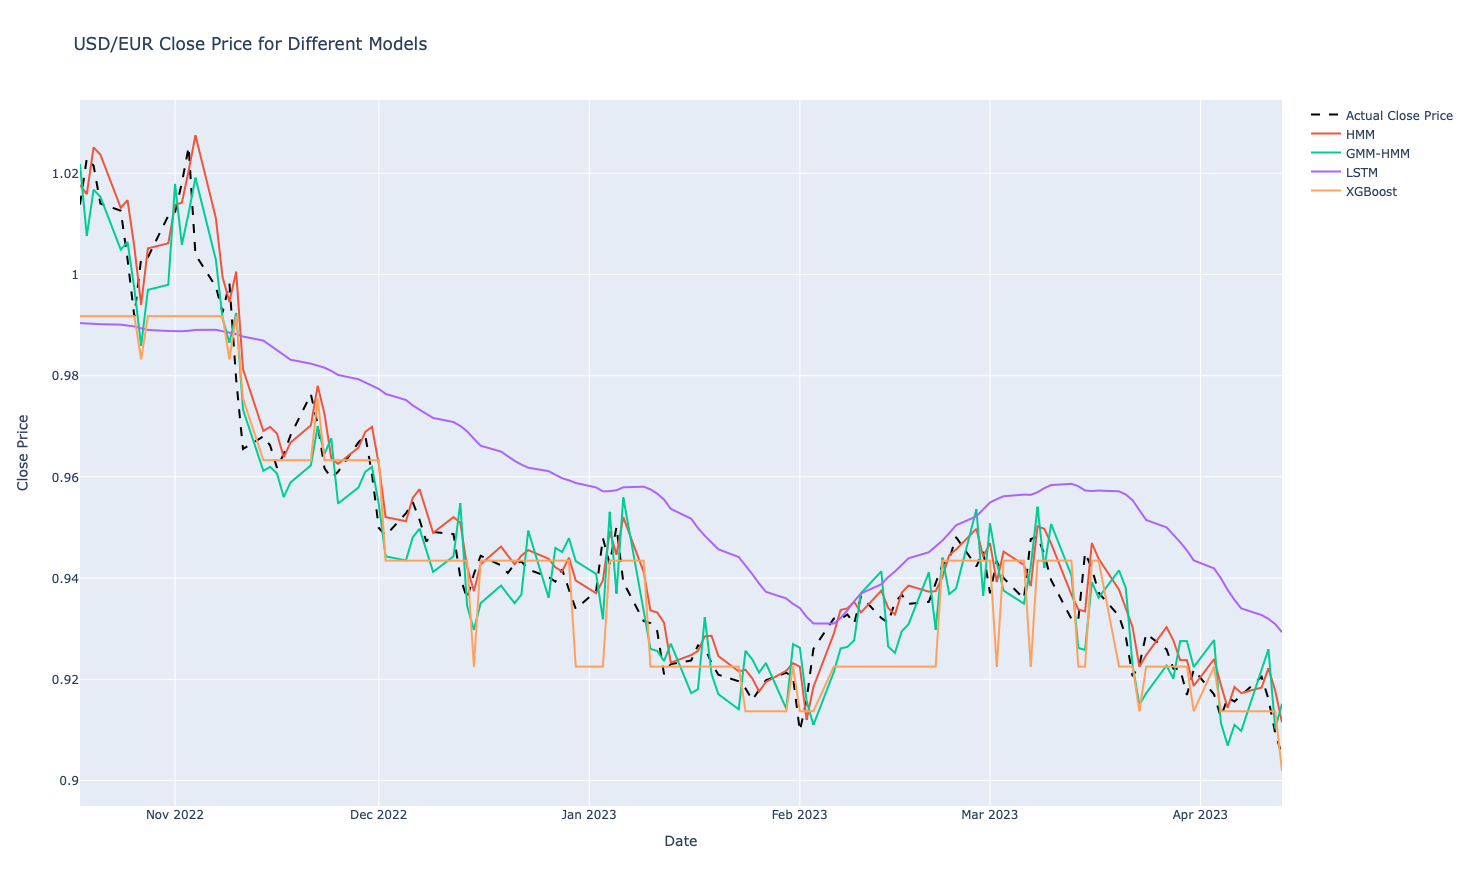 USD/EUR Close Price for Different Models
Actual Close Price
HMM
GMM-HMM
LSTM
XGBoost
Close Price
1.02
1
0.98
0.96
0.94
0.92
0.9
Nov 2022
Dec 2022
Jan 2023
Feb 2023
Mar 2023
Apr 2023
Date